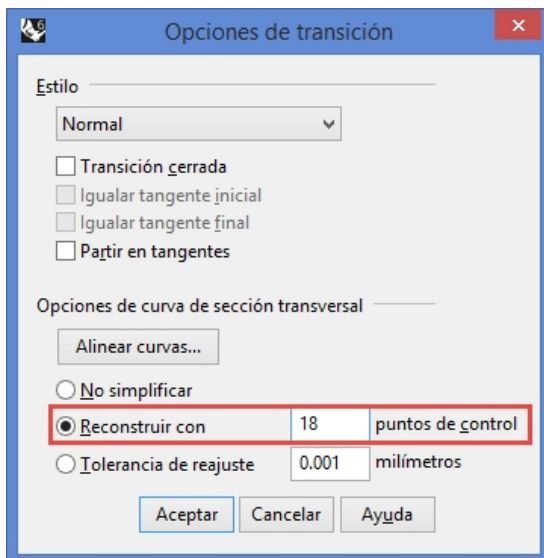 Opciones de transición
Estilo
Normal
Transición cerrada
Igualar tangente inicial
Igualar tangente final
Partir en tangentes
Opciones de curva de sección transversal
Alinear curvas...
No simplificar
Reconstruir con 18 puntos de control
Tolerancia de reajuste 0.001 milímetros
Aceptar Cancelar Ayuda